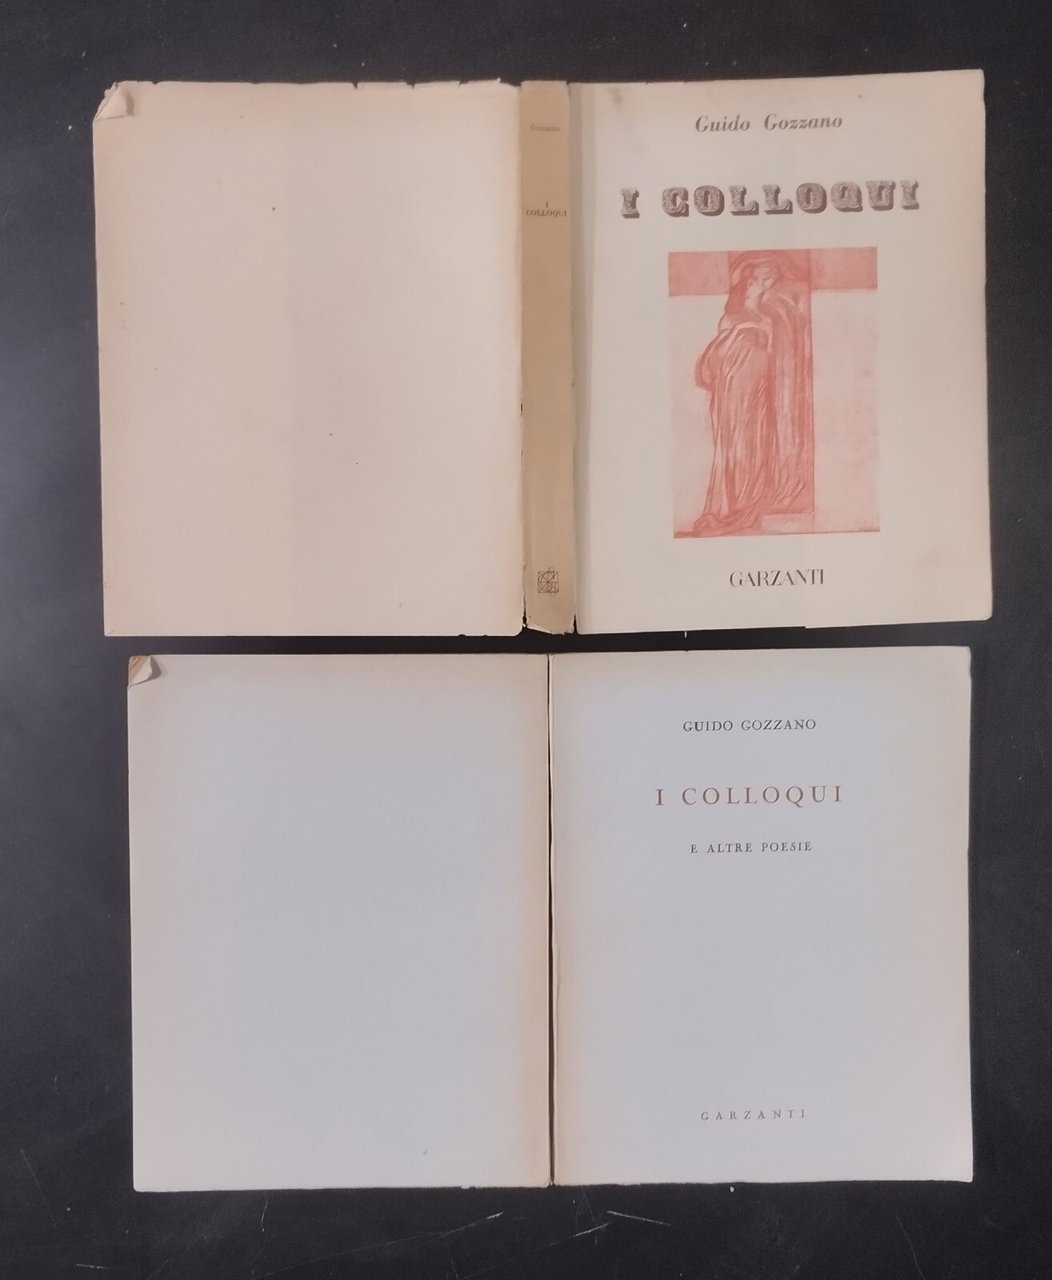 Gozzano
I
COLLOQUI
Guido Gozzano
I COLLOQUI
GARZANTI
GUIDO GOZZANO
I COLLOQUI
E ALTRE POESIE
GARZANTI